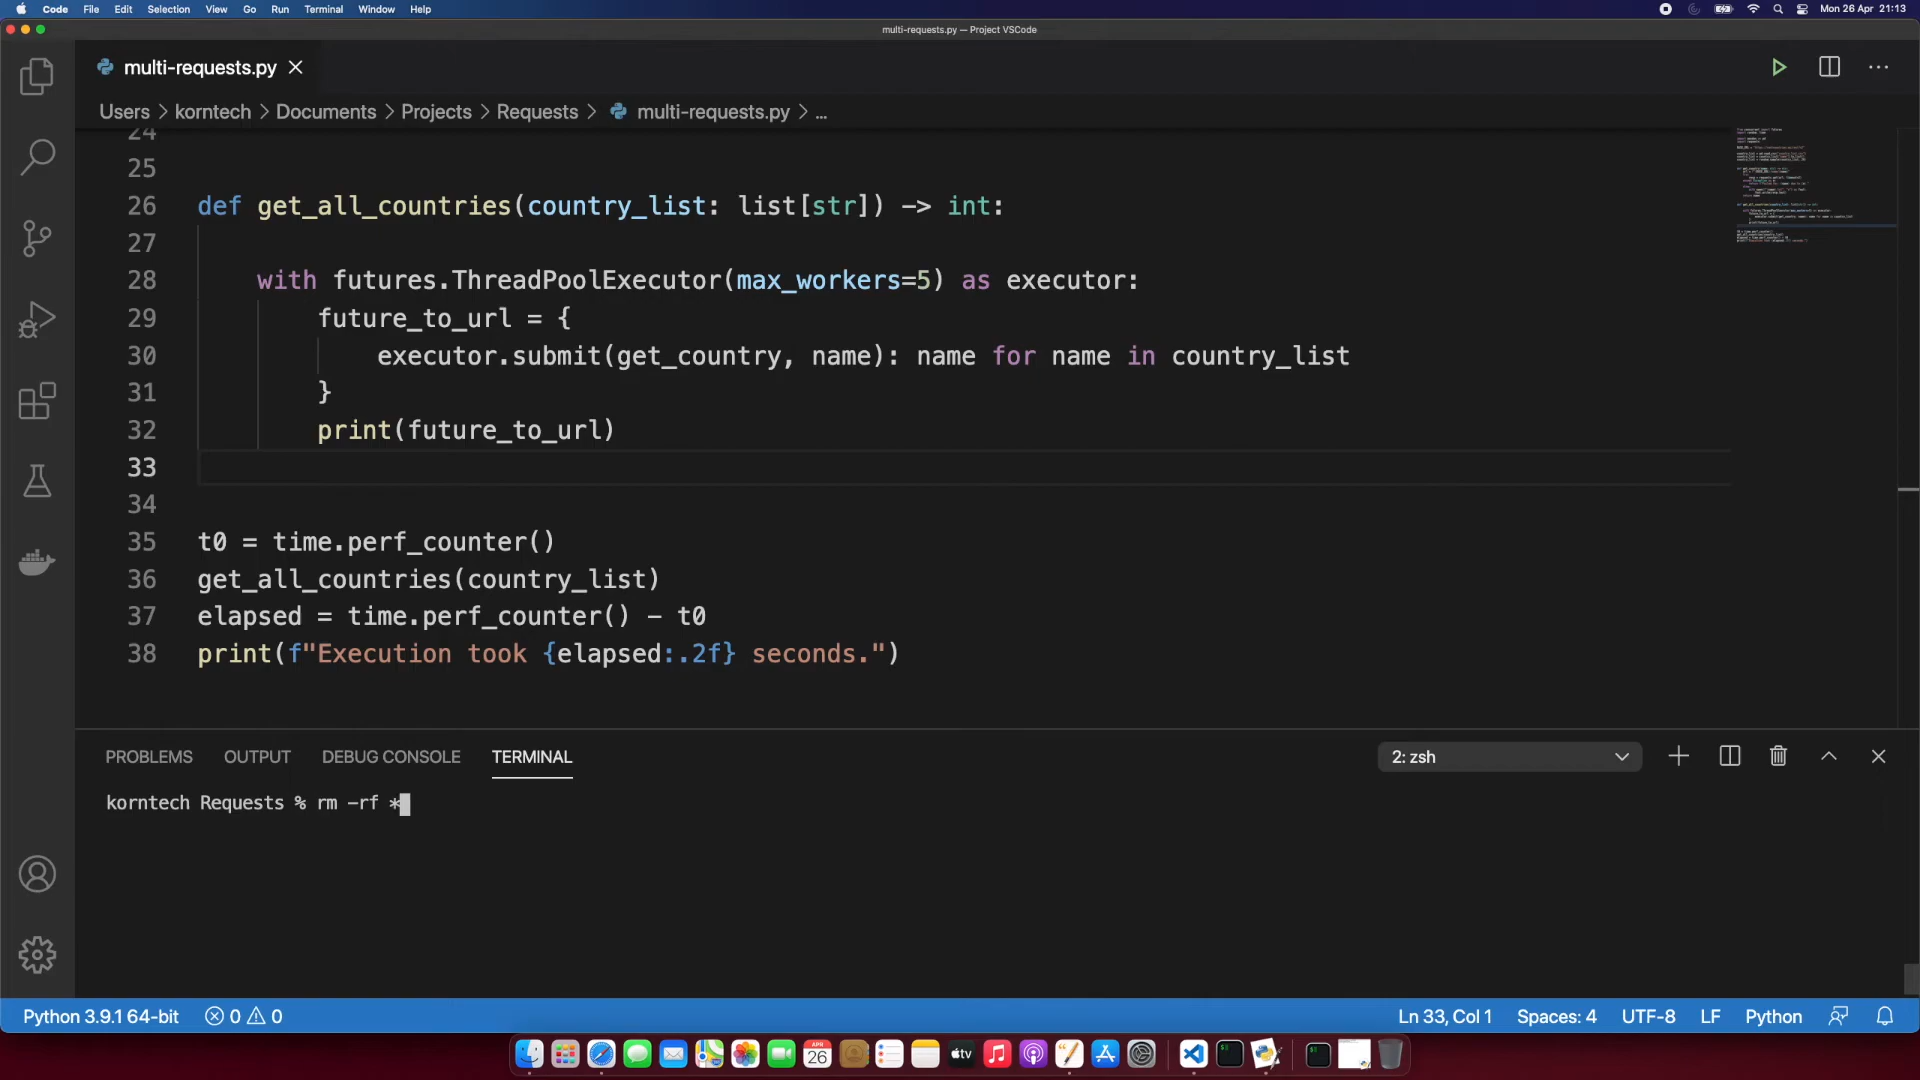 Code File Edit Selection View Go Run Terminal Window Help Mon 26 Apr 21:13
multi-requests.py — Project VSCode
multi-requests.py
Users > korntech > Documents > Projects > Requests > multi-requests.py > ...
24
25
26 def get_all_countries(country_list: list[str]) -> int:
27
28 with futures.ThreadPoolExecutor(max_workers=5) as executor:
29 future_to_url = {
30 executor.submit(get_country, name): name for name in country_list
31 }
32 print(future_to_url)
33
34
35 t0 = time.perf_counter()
36 get_all_countries(country_list)
37 elapsed = time.perf_counter() - t0
38 print(f"Execution took {elapsed:.2f} seconds.")
PROBLEMS OUTPUT DEBUG CONSOLE TERMINAL 2: zsh
korntech Requests % rm -rf *
Python 3.9.1 64-bit 0 0 Ln 33, Col 1 Spaces: 4 UTF-8 LF Python
APR
26
tv